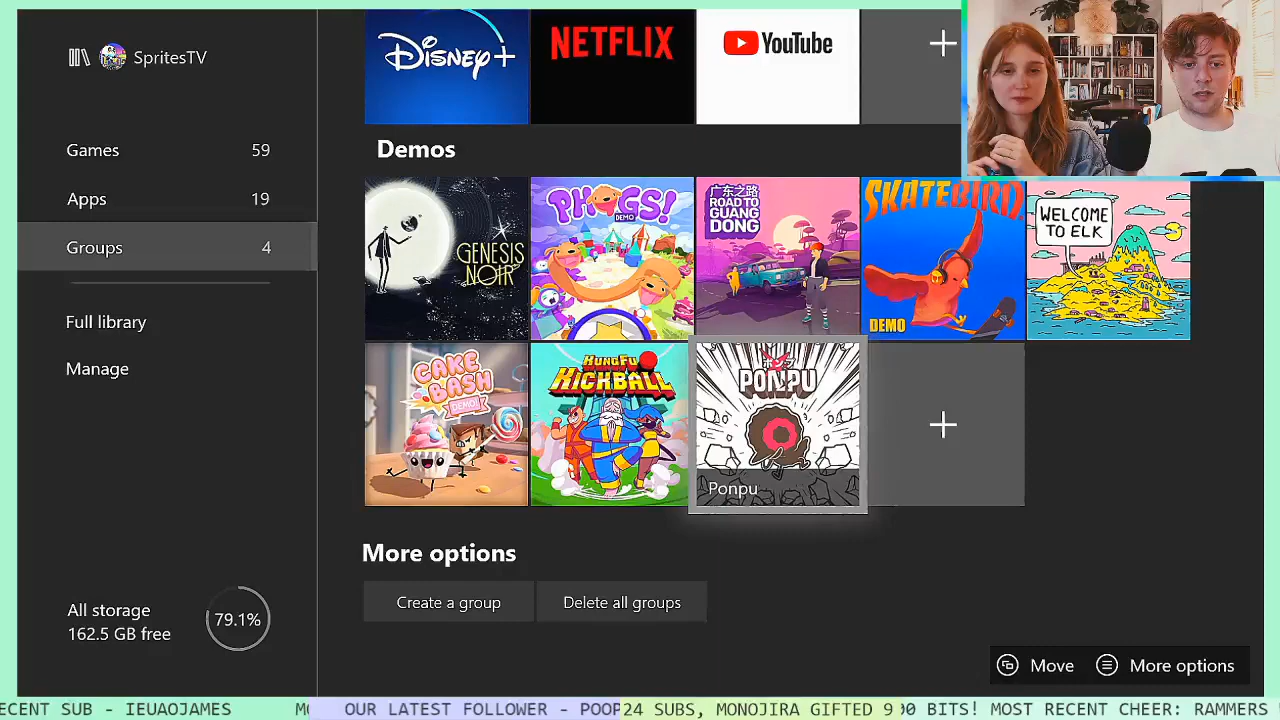 SpritesTV
Games 59
Apps 19
Groups 4
Full library
Manage
All storage
162.5 GB free
79.1%
Disney+
NETFLIX
YouTube
Demos
GENESIS
NOIR
PHOGS!
DEMO
广东之路
ROAD TO
GUANG
DONG
SKATEBIRD
DEMO
WELCOME
TO ELK
CAKE
BASH
DEMO!
KUNGFU
KICKBALL
PONPU
Ponpu
More options
Create a group
Delete all groups
Move
More options
ECENT SUB - IEUAOJAMES
OUR LATEST FOLLOWER - POOP
24 SUBS, MONOJIRA GIFTED 9
00 BITS! MOST RECENT CHEER: RAMMERS